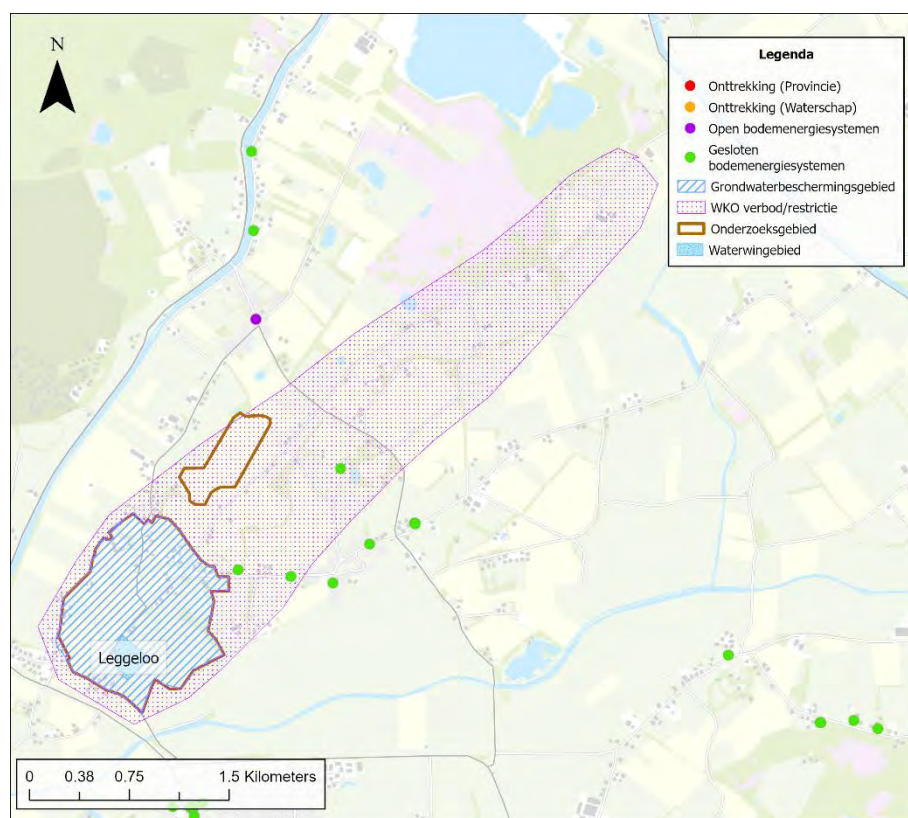 N
Legenda
Onttrekking (Provincie)
Onttrekking (Waterschap)
Open bodemenergiesystemen
Gesloten
bodemenergiesystemen
Grondwaterbeschermingsgebied
WKO verbod/restrictie
Onderzoeksgebied
Waterwingebied
Leggeloo
0 0.38 0.75 1.5 Kilometers